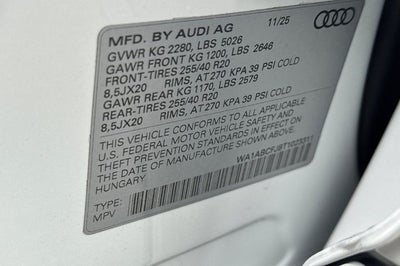 MFD. BY AUDI AG 11/25
GVWR KG 2280, LBS 5026
GAWR FRONT KG 1200, LBS 2646
FRONT-TIRES 255/40 R20
8,5JX20 RIMS, AT 270 KPA 39 PSI COLD
GAWR REAR KG 1170, LBS 2579
REAR-TIRES 255/40 R20
8,5JX20 RIMS, AT 270 KPA 39 PSI COLD
THIS VEHICLE CONFORMS TO ALL APPLICABLE
U.S. FEDERAL MOTOR VEHICLE SAFETY, BUMPER
AND THEFT PREVENTION STANDARDS IN EFFECT ON
THE DATE OF MANUFACTURE SHOWN ABOVE.
HUNGARY
TYPE:
MPV